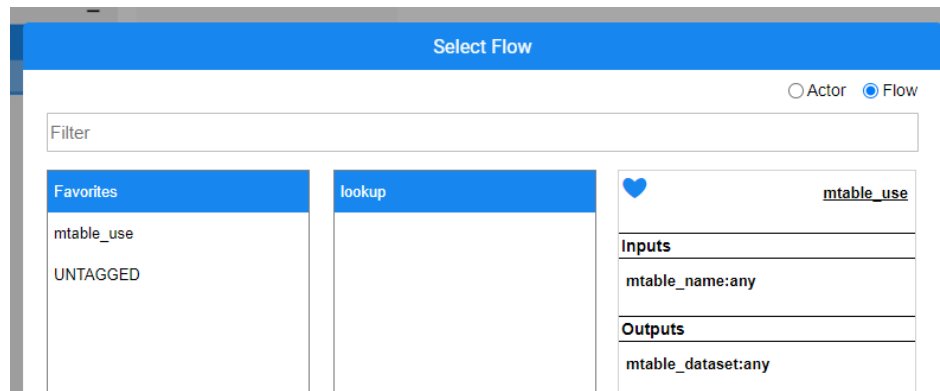 Select Flow
Actor Flow
Filter
Favorites
mtable_use
UNTAGGED
lookup
mtable_use
Inputs
mtable_name:any
Outputs
mtable_dataset:any